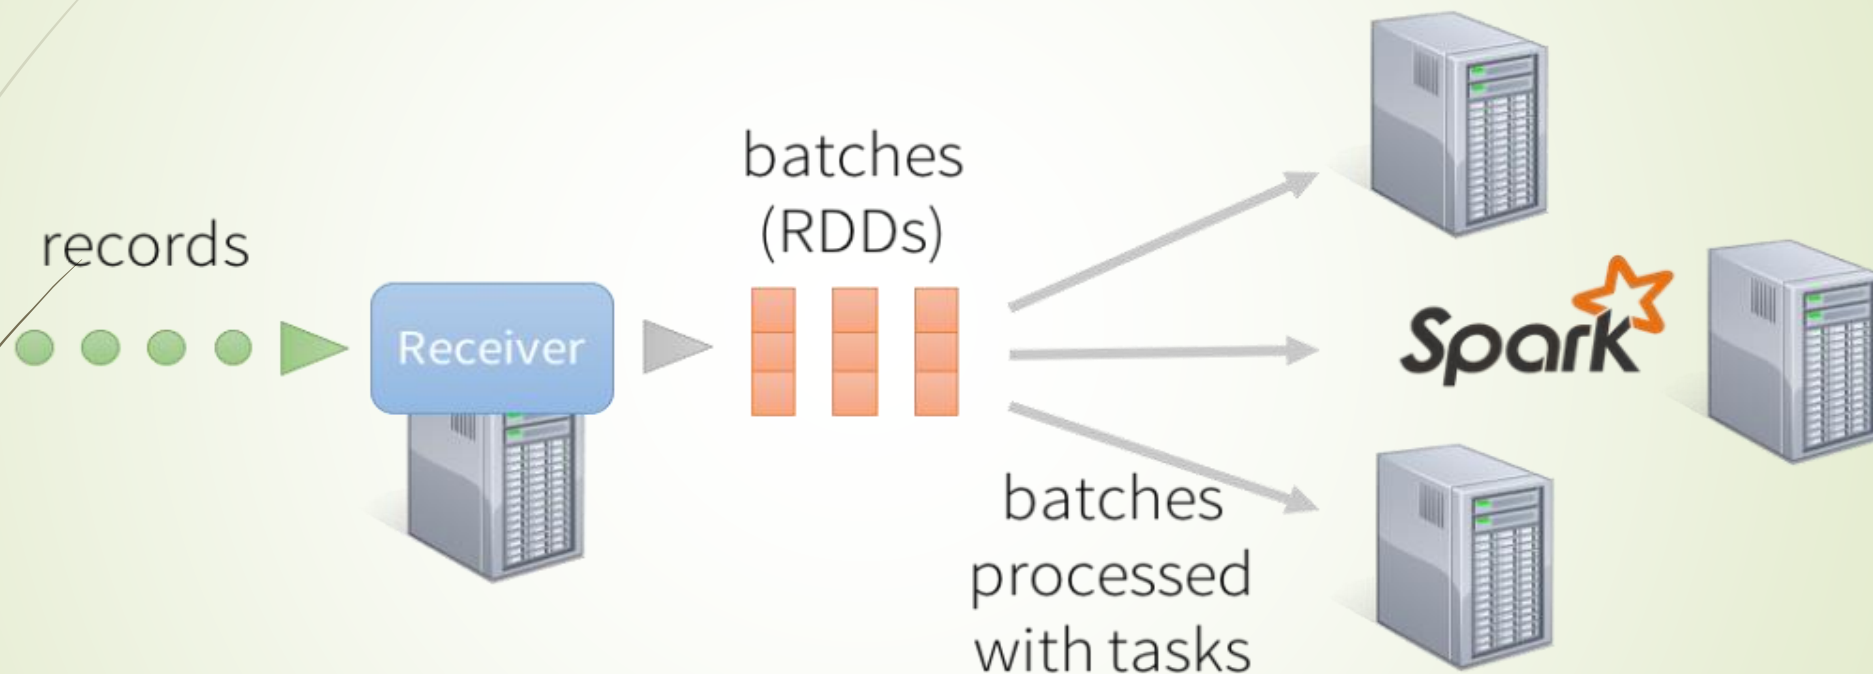 records
Receiver
batches
(RDDs)
batches
processed
with tasks
Spark